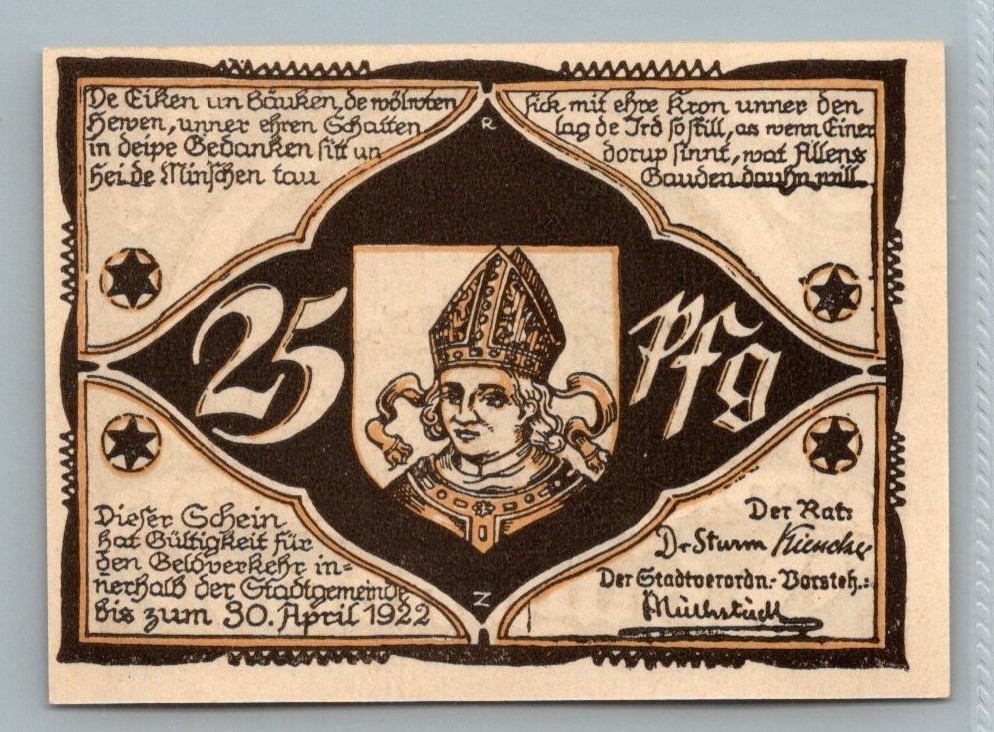 De Eiken un Bäuken, de wölwten
Hewen, unner ehren Schatten
in deipe Gedanken sitt un
hei de Minschen tau
sick mit ehre Kron unner den
lag de Ird so still, as wenn Einer
dorup sinnt, wat Allens
Gauden dauhn will.
R
25 Pfg
Dieser Schein
hat Gültigkeit für
den Geldverkehr in=
nerhalb der Stadtgemeinde
bis zum 30. April 1922
Z
Der Rat:
Dr Sturm
Der Stadtverordn.- Vorsteh.: